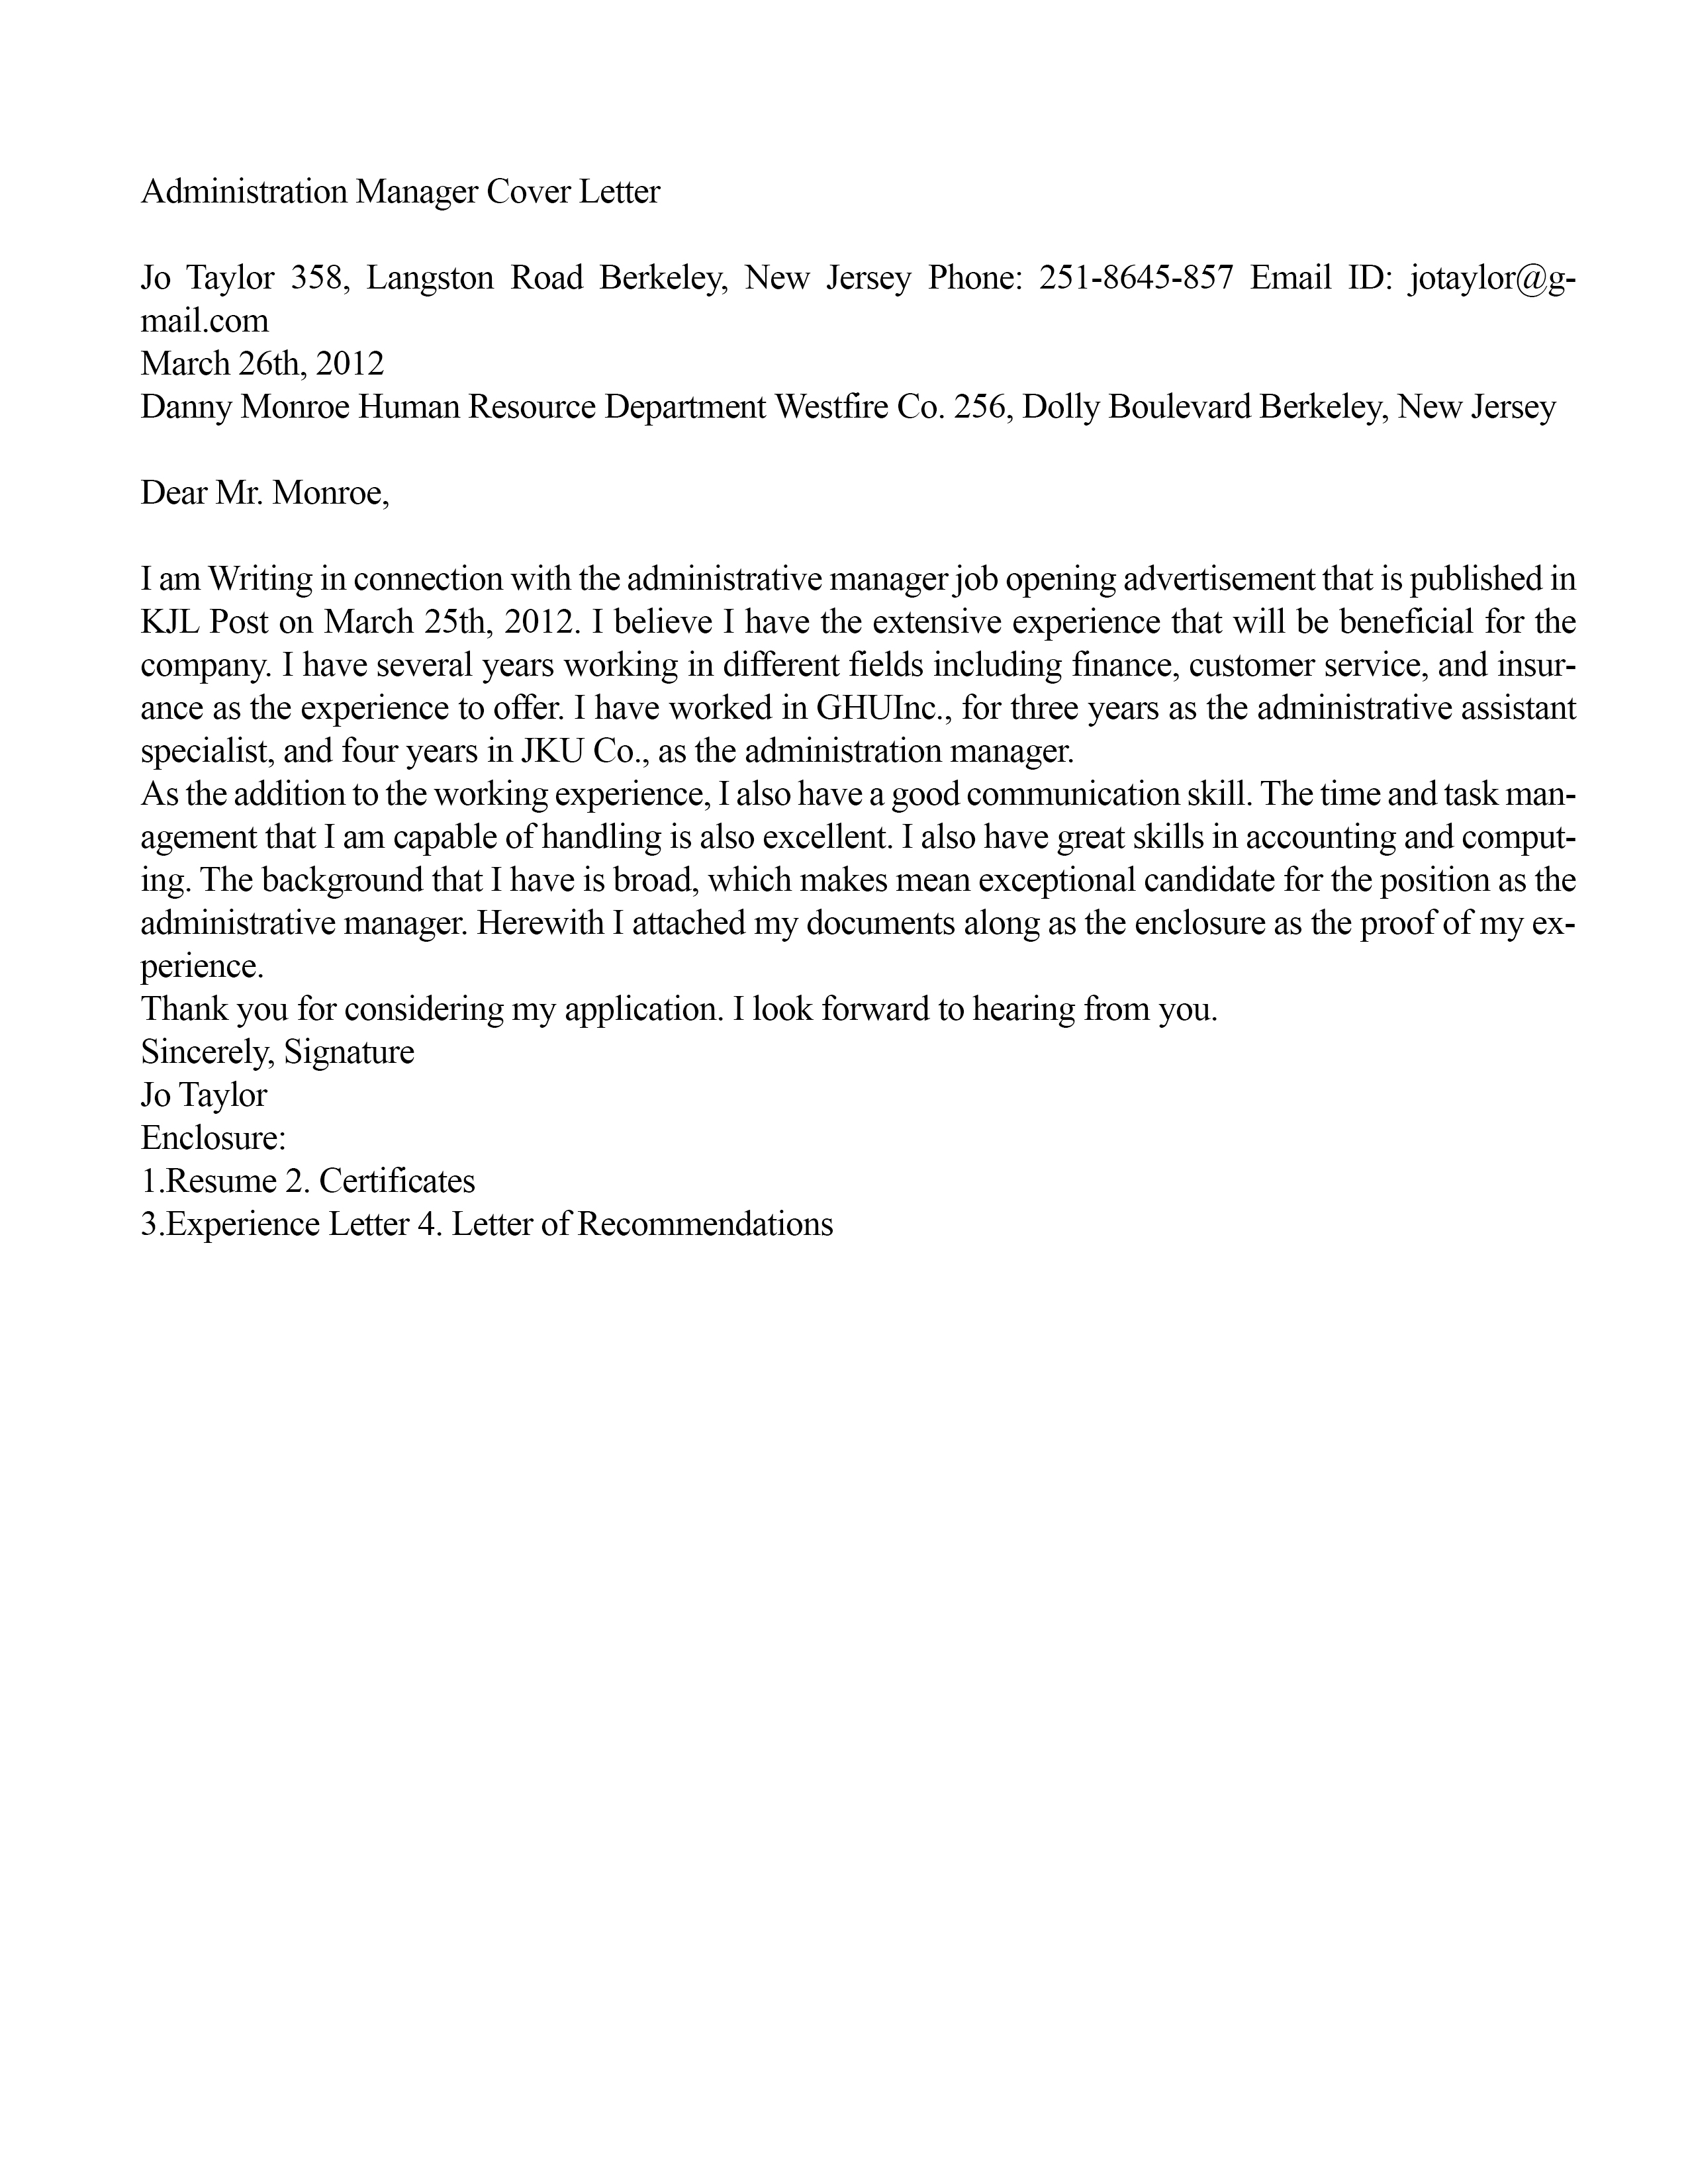 Administration Manager Cover Letter
Jo Taylor 358, Langston Road Berkeley, New Jersey Phone: 251-8645-857 Email ID: jotaylor@g-
mail.com
March 26th, 2012
Danny Monroe Human Resource Department Westfire Co. 256, Dolly Boulevard Berkeley, New Jersey
Dear Mr. Monroe,
I am Writing in connection with the administrative manager job opening advertisement that is published in
KJL Post on March 25th, 2012. I believe I have the extensive experience that will be beneficial for the
company. I have several years working in different fields including finance, customer service, and insur-
ance as the experience to offer. I have worked in GHUInc., for three years as the administrative assistant
specialist, and four years in JKU Co., as the administration manager.
As the addition to the working experience, I also have a good communication skill. The time and task man-
agement that I am capable of handling is also excellent. I also have great skills in accounting and comput-
ing. The background that I have is broad, which makes mean exceptional candidate for the position as the
administrative manager. Herewith I attached my documents along as the enclosure as the proof of my ex-
perience.
Thank you for considering my application. I look forward to hearing from you.
Sincerely, Signature
Jo Taylor
Enclosure:
1.Resume 2. Certificates
3.Experience Letter 4. Letter of Recommendations